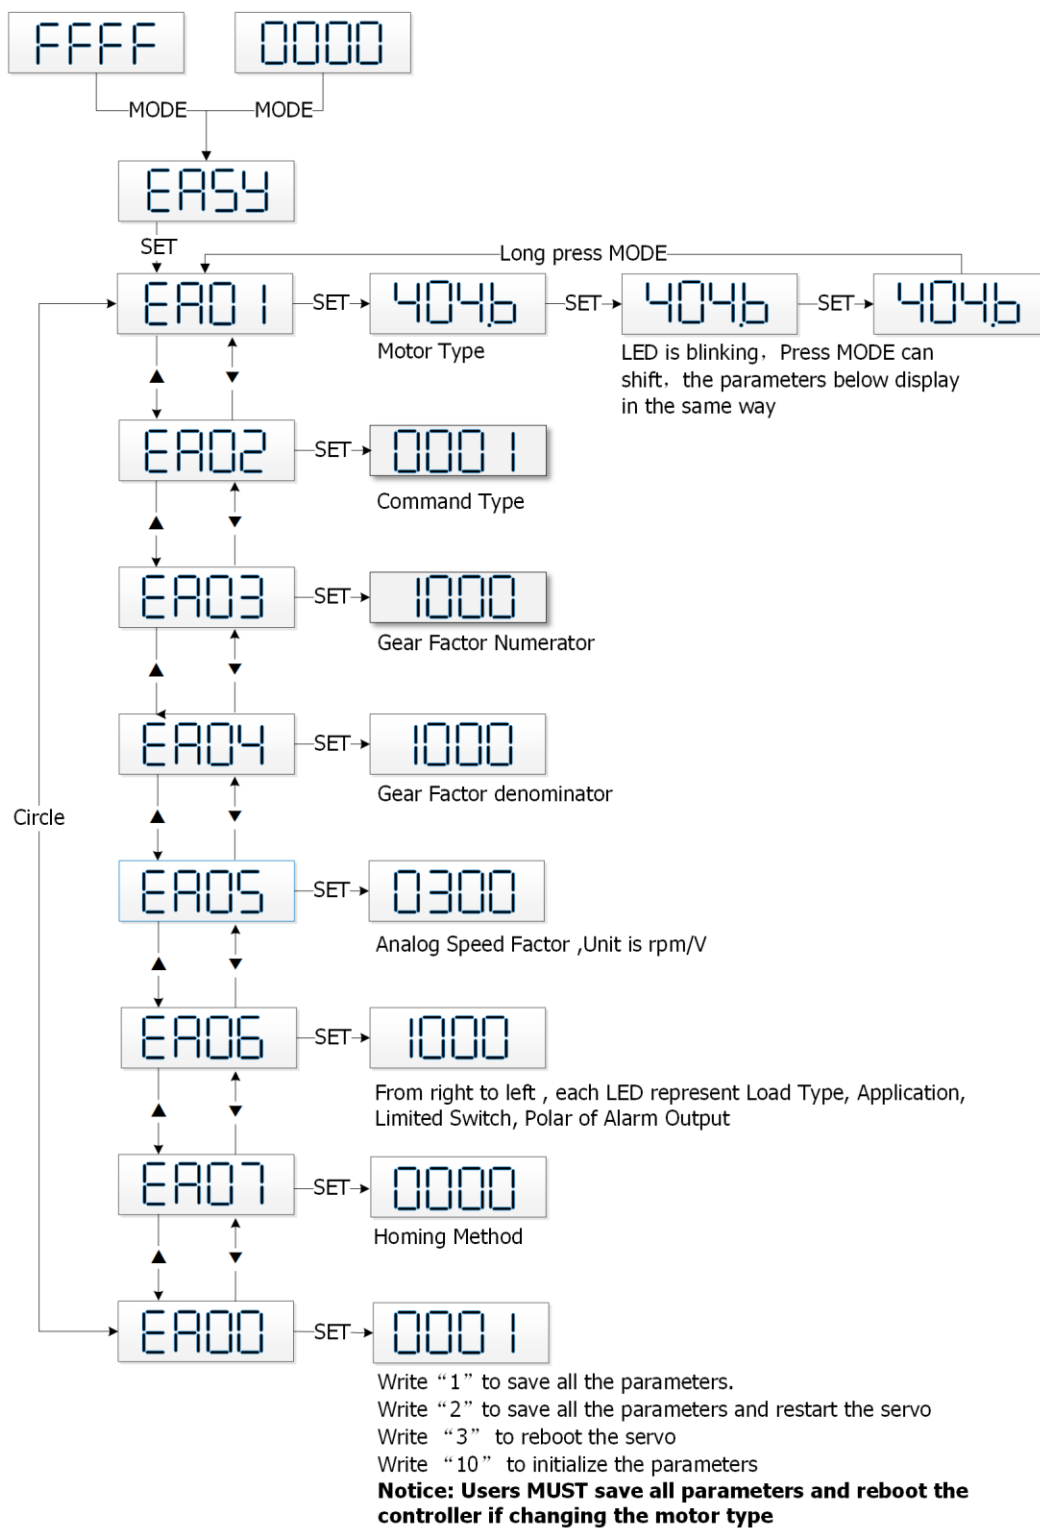 FFFF 0000
MODE MODE
EASY
SET
Long press MODE
EA01 SET 404.b SET 404.b SET 404.b
Motor Type
LED is blinking, Press MODE can
shift, the parameters below display
in the same way
▲ ▼
EA02 SET 0001
Command Type
▲ ▼
EA03 SET 1000
Gear Factor Numerator
▲ ▼
EA04 SET 1000
Gear Factor denominator
Circle
▲ ▼
EA05 SET 0300
Analog Speed Factor ,Unit is rpm/V
▲ ▼
EA06 SET 1000
From right to left , each LED represent Load Type, Application,
Limited Switch, Polar of Alarm Output
▲ ▼
EA07 SET 0000
Homing Method
▲ ▼
EA00 SET 0001
Write “1” to save all the parameters.
Write “2” to save all the parameters and restart the servo
Write “3” to reboot the servo
Write “10” to initialize the parameters
Notice: Users MUST save all parameters and reboot the
controller if changing the motor type